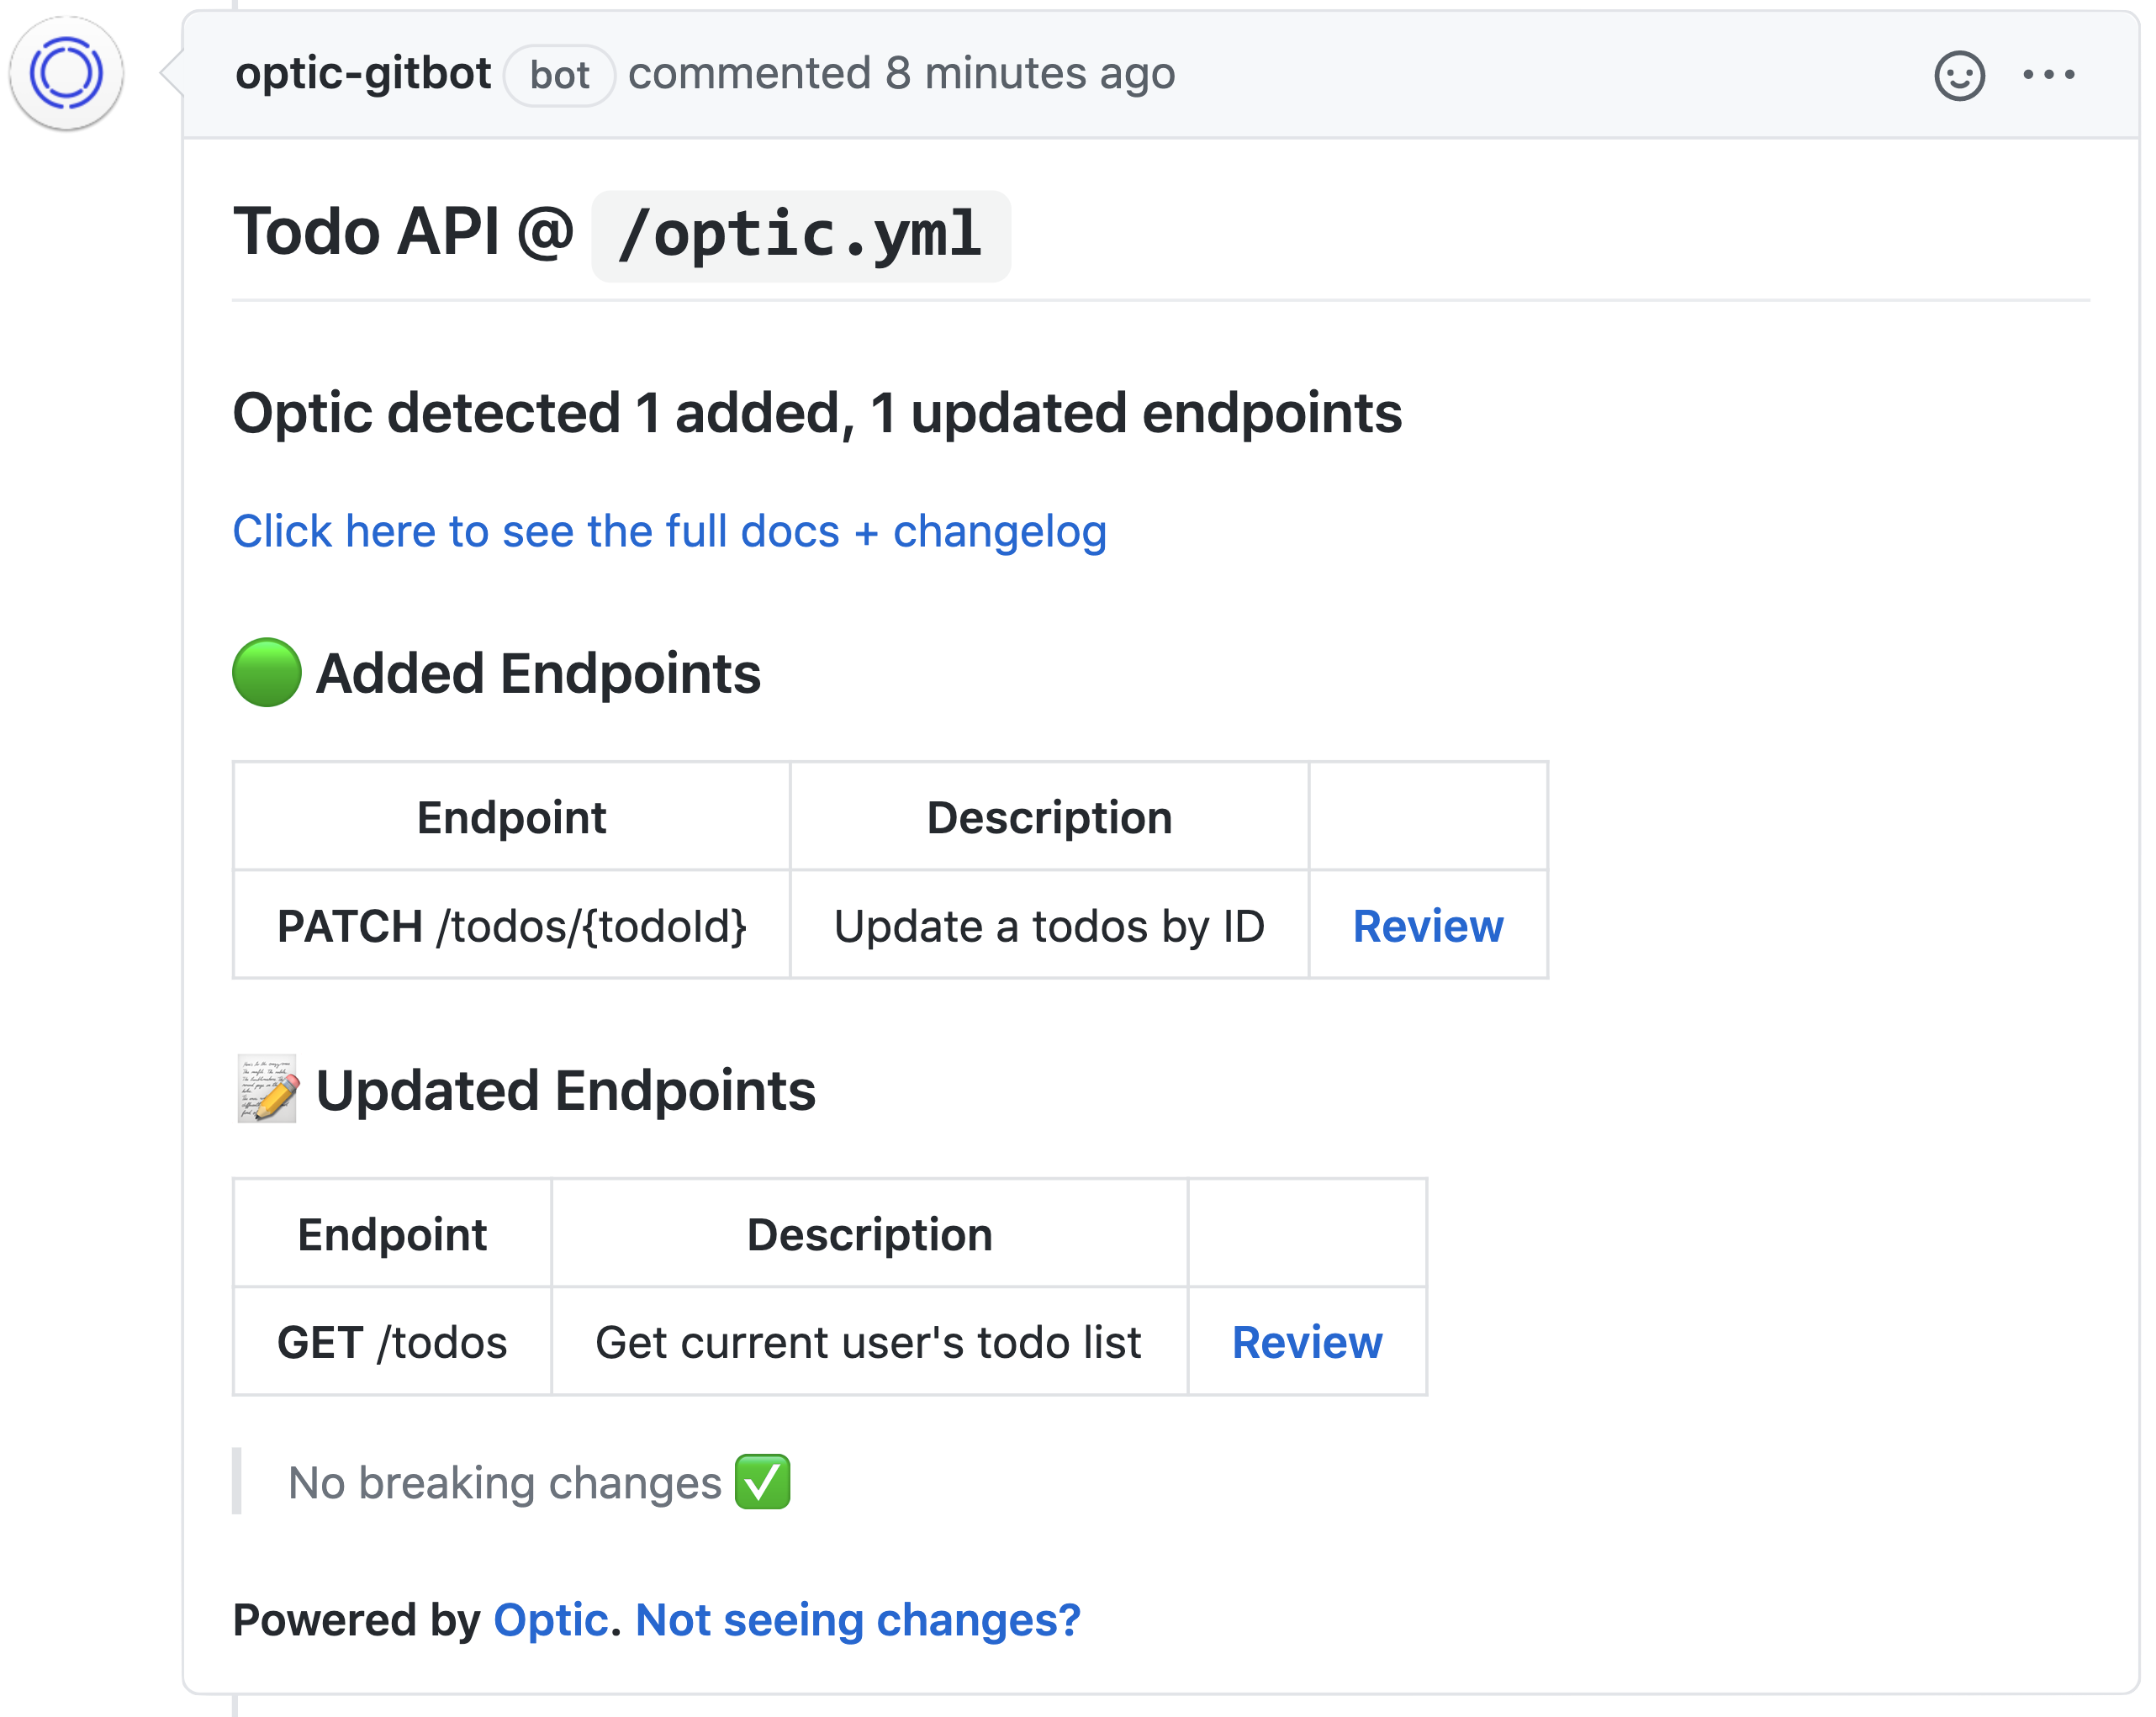 optic-gitbot bot commented 8 minutes ago
Todo API @ /optic.yml
Optic detected 1 added, 1 updated endpoints
Click here to see the full docs + changelog
Added Endpoints
Endpoint Description
PATCH /todos/{todoId} Update a todos by ID Review
Updated Endpoints
Endpoint Description
GET /todos Get current user's todo list Review
No breaking changes ✅
Powered by Optic. Not seeing changes?